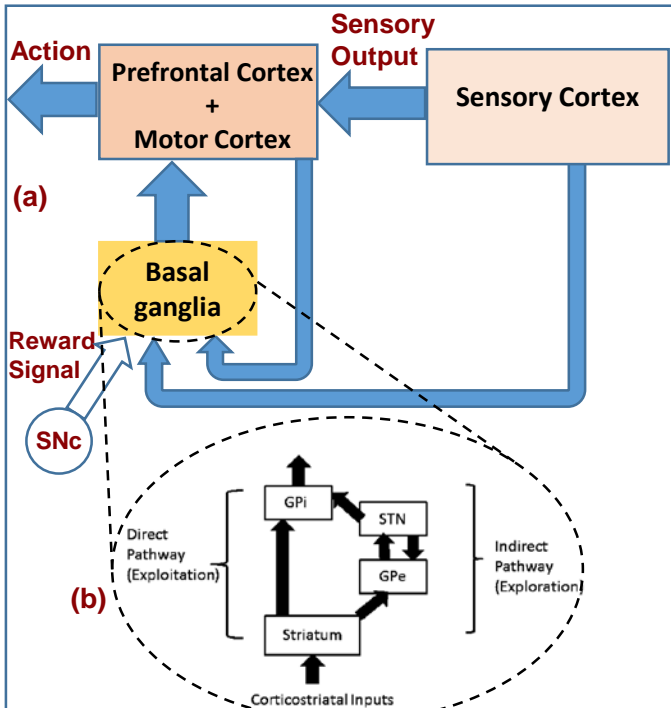 Action
Prefrontal Cortex
+
Motor Cortex
Sensory
Output
Sensory Cortex
(a)
Basal
ganglia
Reward
Signal
SNc
GPi
STN
Direct
Pathway
(Exploitation)
GPe
Indirect
Pathway
(Exploration)
(b)
Striatum
Corticostriatal Inputs